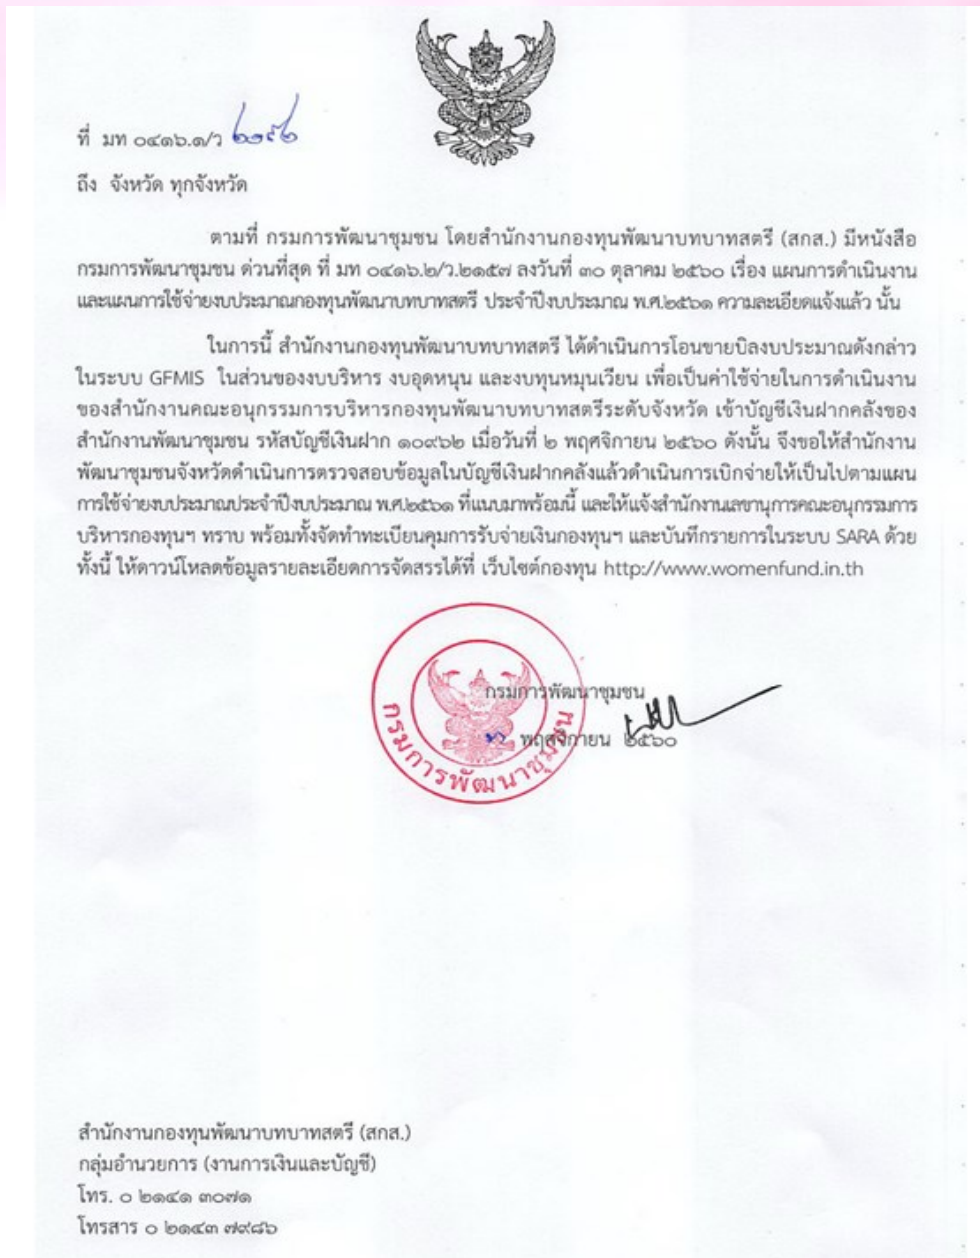 ที่ มท ๐๔๑๖.๑/ว
ถึง จังหวัด ทุกจังหวัด
ตามที่ กรมการพัฒนาชุมชน โดยสำนักงานกองทุนพัฒนาบทบาทสตรี (สกส.) มีหนังสือ
กรมการพัฒนาชุมชน ด่วนที่สุด ที่ มท ๐๔๑๖.๒/ว.๒๑๕๗ ลงวันที่ ๓๐ ตุลาคม ๒๕๖๐ เรื่อง แผนการดำเนินงาน
และแผนการใช้จ่ายงบประมาณกองทุนพัฒนาบทบาทสตรี ประจำปีงบประมาณ พ.ศ.๒๕๖๑ ความละเอียดแจ้งแล้ว นั้น
ในการนี้ สำนักงานกองทุนพัฒนาบทบาทสตรี ได้ดำเนินการโอนขายบิลงบประมาณดังกล่าว
ในระบบ GFMIS ในส่วนของงบบริหาร งบอุดหนุน และงบทุนหมุนเวียน เพื่อเป็นค่าใช้จ่ายในการดำเนินงาน
ของสำนักงานคณะอนุกรรมการบริหารกองทุนพัฒนาบทบาทสตรีระดับจังหวัด เข้าบัญชีเงินฝากคลังของ
สำนักงานพัฒนาชุมชน รหัสบัญชีเงินฝาก ๑๐๙๖๒ เมื่อวันที่ ๒ พฤศจิกายน ๒๕๖๐ ดังนั้น จึงขอให้สำนักงาน
พัฒนาชุมชนจังหวัดดำเนินการตรวจสอบข้อมูลในบัญชีเงินฝากคลังแล้วดำเนินการเบิกจ่ายให้เป็นไปตามแผน
การใช้จ่ายงบประมาณประจำปีงบประมาณ พ.ศ.๒๕๖๑ ที่แนบมาพร้อมนี้ และให้แจ้งสำนักงานเลขานุการคณะอนุกรรมการ
บริหารกองทุนฯ ทราบ พร้อมทั้งจัดทำทะเบียนคุมการรับจ่ายเงินกองทุนฯ และบันทึกรายการในระบบ SARA ด้วย
ทั้งนี้ ให้ดาวน์โหลดข้อมูลรายละเอียดการจัดสรรได้ที่ เว็บไซต์กองทุน http://www.womenfund.in.th
กรมการพัฒนาชุมชน
พฤศจิกายน ๒๕๖๐
กรมการพัฒนาชุมชน
สำนักงานกองทุนพัฒนาบทบาทสตรี (สกส.)
กลุ่มอำนวยการ (งานการเงินและบัญชี)
โทร. ๐ ๒๑๔๑ ๓๐๗๑
โทรสาร ๐ ๒๑๔๓ ๗๙๘๖